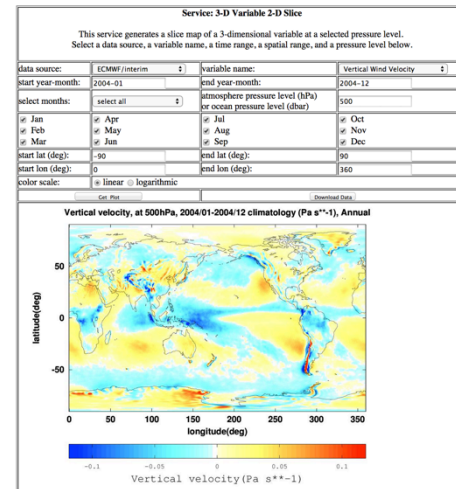 Service: 3-D Variable 2-D Slice
This service generates a slice map of a 3-dimensional variable at a selected pressure level.
Select a data source, a variable name, a time range, a spatial range, and a pressure level below.
data source: ECMWF/interim variable name: Vertical Wind Velocity
start year-month: 2004-01 end year-month: 2004-12
select months: select all atmosphere pressure level (hPa) or ocean pressure level (dbar) 500
Jan Apr Jul Oct
Feb May Aug Nov
Mar Jun Sep Dec
start lat (deg): -90 end lat (deg): 90
start lon (deg): 0 end lon (deg): 360
color scale: linear logarithmic
Get Plot Download Data
Vertical velocity, at 500hPa, 2004/01-2004/12 climatology (Pa s**-1), Annual
latitude(deg)
50
0
-50
0 50 100 150 200 250 300 350
longitude(deg)
-0.1 -0.05 0 0.05 0.1
Vertical velocity(Pa s**-1)